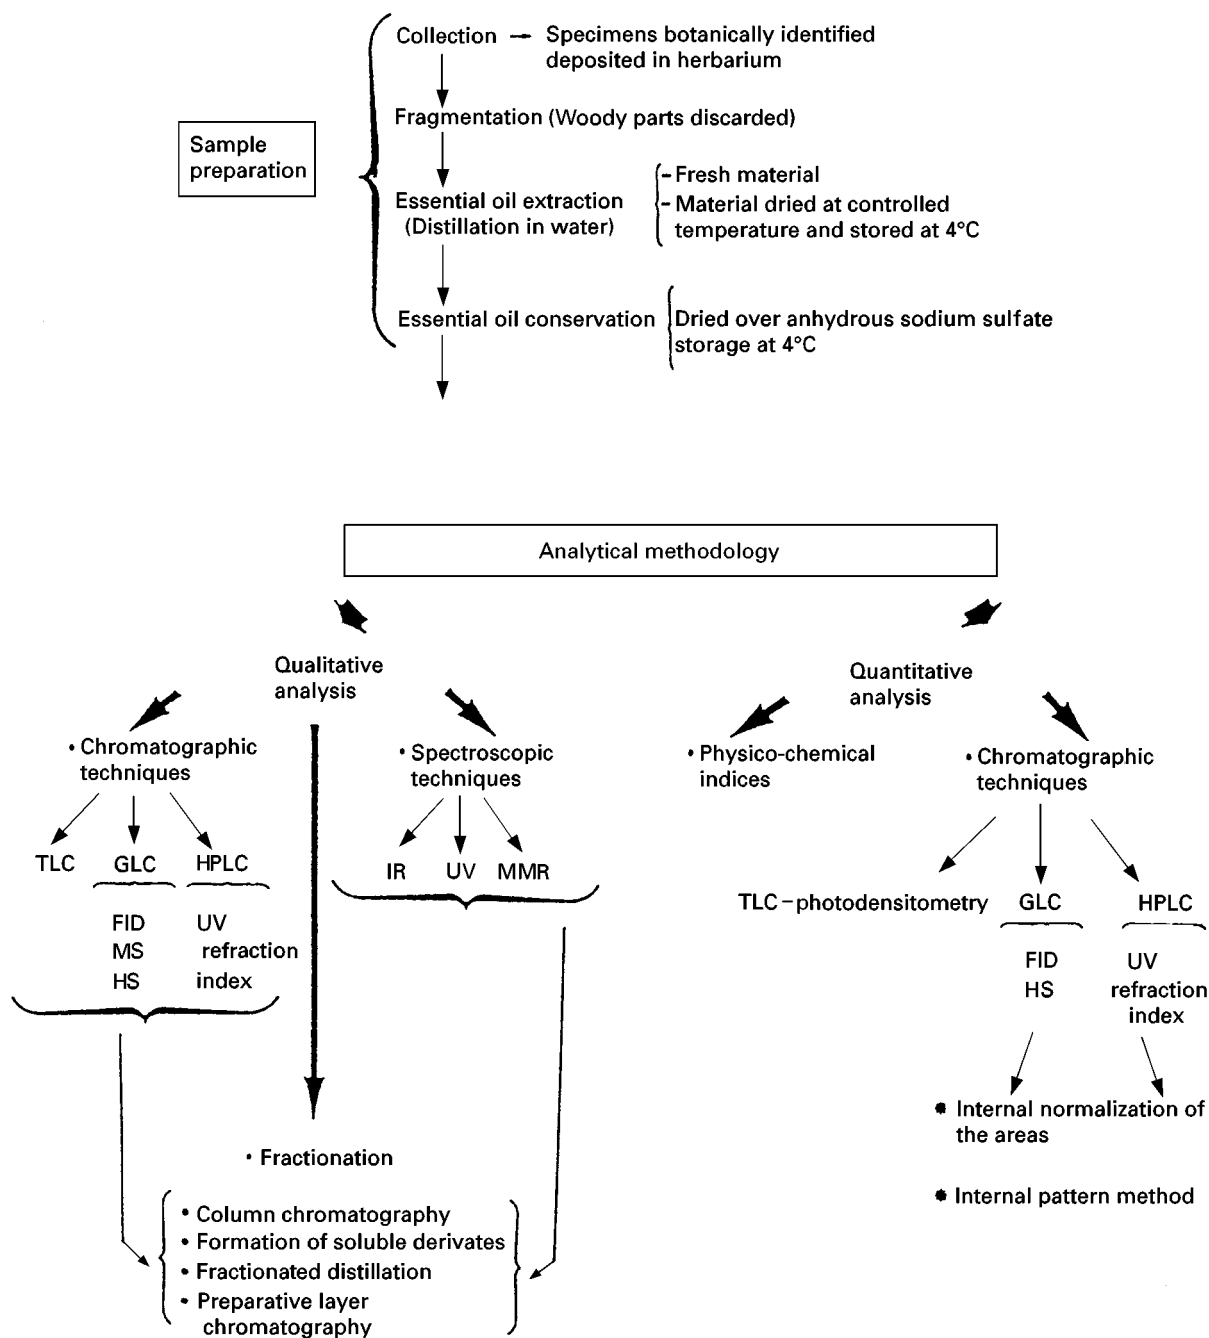 Collection → Specimens botanically identified
deposited in herbarium
Fragmentation (Woody parts discarded)
Sample
preparation
Essential oil extraction
(Distillation in water)
- Fresh material
- Material dried at controlled
temperature and stored at 4°C
Essential oil conservation
Dried over anhydrous sodium sulfate
storage at 4°C
Analytical methodology
Qualitative
analysis
• Chromatographic
techniques
TLC GLC HPLC
FID
MS
HS
UV
refraction
index
• Spectroscopic
techniques
IR UV MMR
• Fractionation
• Column chromatography
• Formation of soluble derivates
• Fractionated distillation
• Preparative layer
chromatography
Quantitative
analysis
• Physico-chemical
indices
• Chromatographic
techniques
TLC–photodensitometry GLC HPLC
FID
HS
UV
refraction
index
• Internal normalization of
the areas
• Internal pattern method